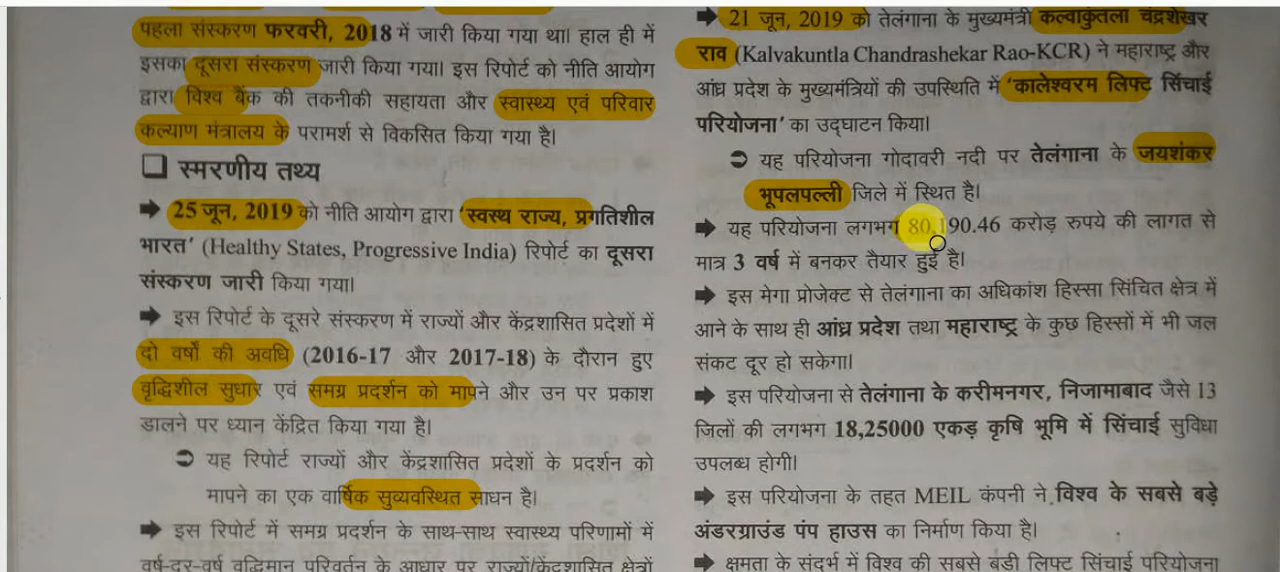 पहला संस्करण फरवरी, 2018 में जारी किया गया था। हाल ही में
इसका दूसरा संस्करण जारी किया गया। इस रिपोर्ट को नीति आयोग
द्वारा विश्व बैंक की तकनीकी सहायता और स्वास्थ्य एवं परिवार
कल्याण मंत्रालय के परामर्श से विकसित किया गया है।
❑ स्मरणीय तथ्य
➡ 25 जून, 2019 को नीति आयोग द्वारा 'स्वस्थ राज्य, प्रगतिशील
भारत' (Healthy States, Progressive India) रिपोर्ट का दूसरा
संस्करण जारी किया गया।
➡ इस रिपोर्ट के दूसरे संस्करण में राज्यों और केंद्रशासित प्रदेशों में
दो वर्षों की अवधि (2016-17 और 2017-18) के दौरान हुए
वृद्धिशील सुधार एवं समग्र प्रदर्शन को मापने और उन पर प्रकाश
डालने पर ध्यान केंद्रित किया गया है।
➲ यह रिपोर्ट राज्यों और केंद्रशासित प्रदेशों के प्रदर्शन को
मापने का एक वार्षिक सुव्यवस्थित साधन है।
➡ इस रिपोर्ट में समग्र प्रदर्शन के साथ-साथ स्वास्थ्य परिणामों में
वर्ष-दर-वर्ष वृद्धिमान परिवर्तन के आधार पर राज्यों/केंद्रशासित क्षेत्रों
➡ 21 जून, 2019 को तेलंगाना के मुख्यमंत्री कल्वाकुंतला चंद्रशेखर
राव (Kalvakuntla Chandrashekar Rao-KCR) ने महाराष्ट्र और
आंध्र प्रदेश के मुख्यमंत्रियों की उपस्थिति में 'कालेश्वरम लिफ्ट सिंचाई
परियोजना' का उद्घाटन किया।
➲ यह परियोजना गोदावरी नदी पर तेलंगाना के जयशंकर
भूपलपल्ली जिले में स्थित है।
➡ यह परियोजना लगभग 80,190.46 करोड़ रुपये की लागत से
मात्र 3 वर्ष में बनकर तैयार हुई है।
➡ इस मेगा प्रोजेक्ट से तेलंगाना का अधिकांश हिस्सा सिंचित क्षेत्र में
आने के साथ ही आंध्र प्रदेश तथा महाराष्ट्र के कुछ हिस्सों में भी जल
संकट दूर हो सकेगा।
➡ इस परियोजना से तेलंगाना के करीमनगर, निजामाबाद जैसे 13
जिलों की लगभग 18,25000 एकड़ कृषि भूमि में सिंचाई सुविधा
उपलब्ध होगी।
➡ इस परियोजना के तहत MEIL कंपनी ने विश्व के सबसे बड़े
अंडरग्राउंड पंप हाउस का निर्माण किया है।
➡ क्षमता के संदर्भ में विश्व की सबसे बड़ी लिफ्ट सिंचाई परियोजना